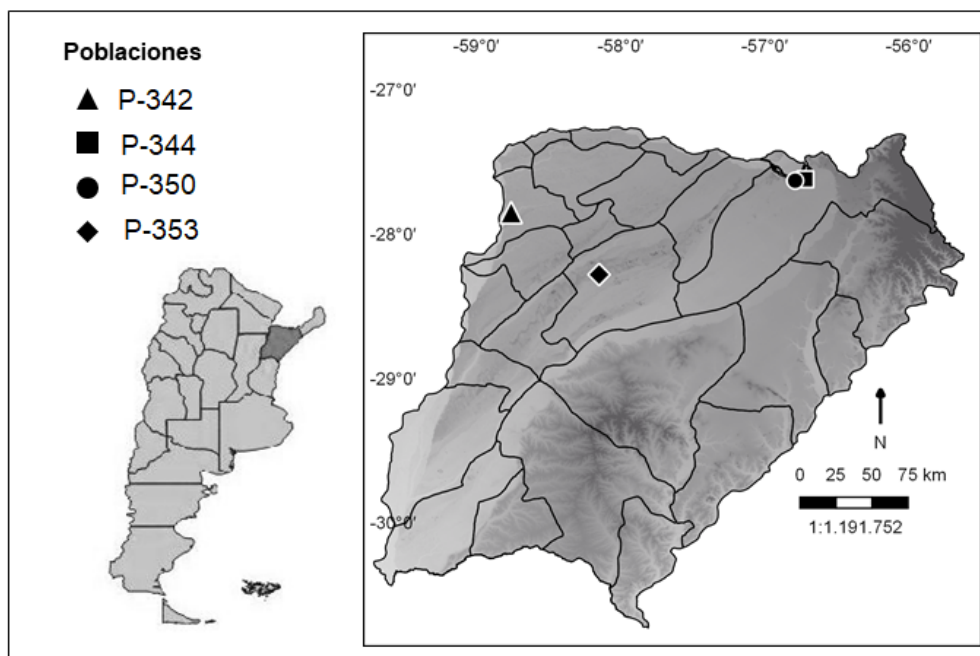 Poblaciones
P-342
P-344
P-350
P-353
-59°0' -58°0' -57°0' -56°0'
-27°0'
-28°0'
-29°0'
-30°0'
N
0 25 50 75 km
1:1.191.752